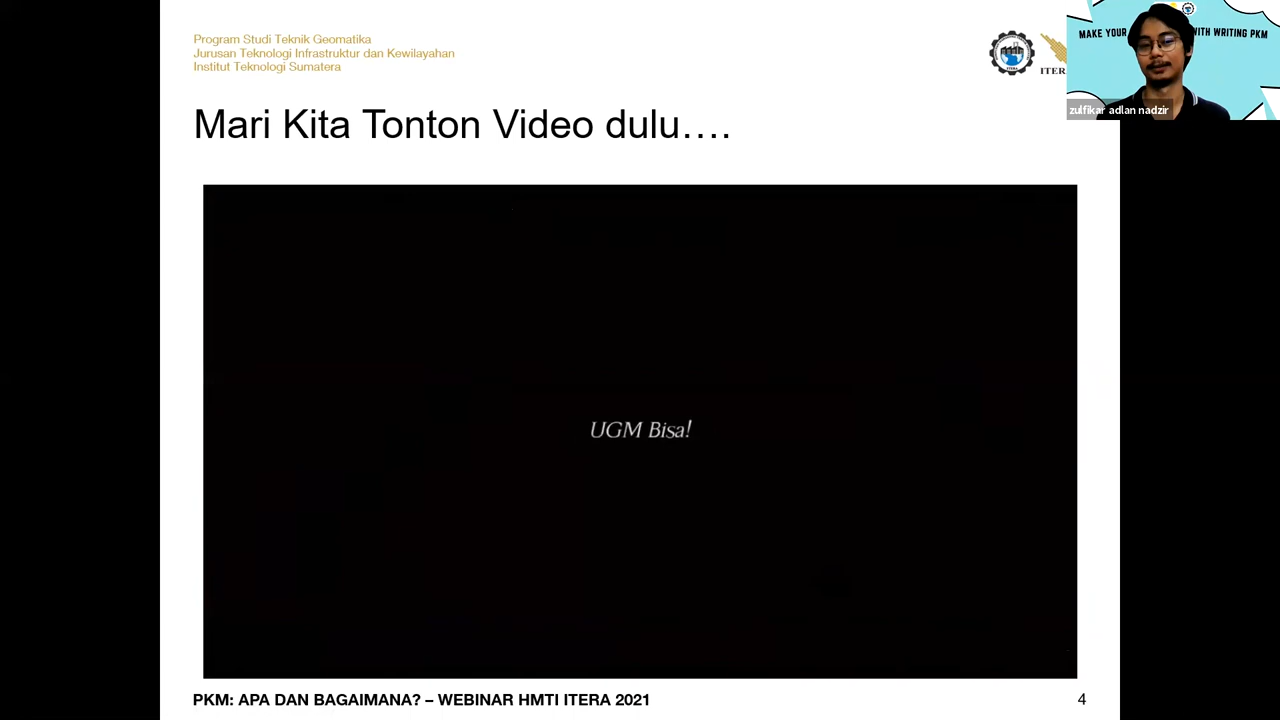 Program Studi Teknik Geomatika
Jurusan Teknologi Infrastruktur dan Kewilayahan
Institut Teknologi Sumatera
ITERA
MAKE YOUR
WITH WRITING PKM
zulfikar adlan nadzir
Mari Kita Tonton Video dulu….
UGM Bisa!
PKM: APA DAN BAGAIMANA? – WEBINAR HMTI ITERA 2021
4